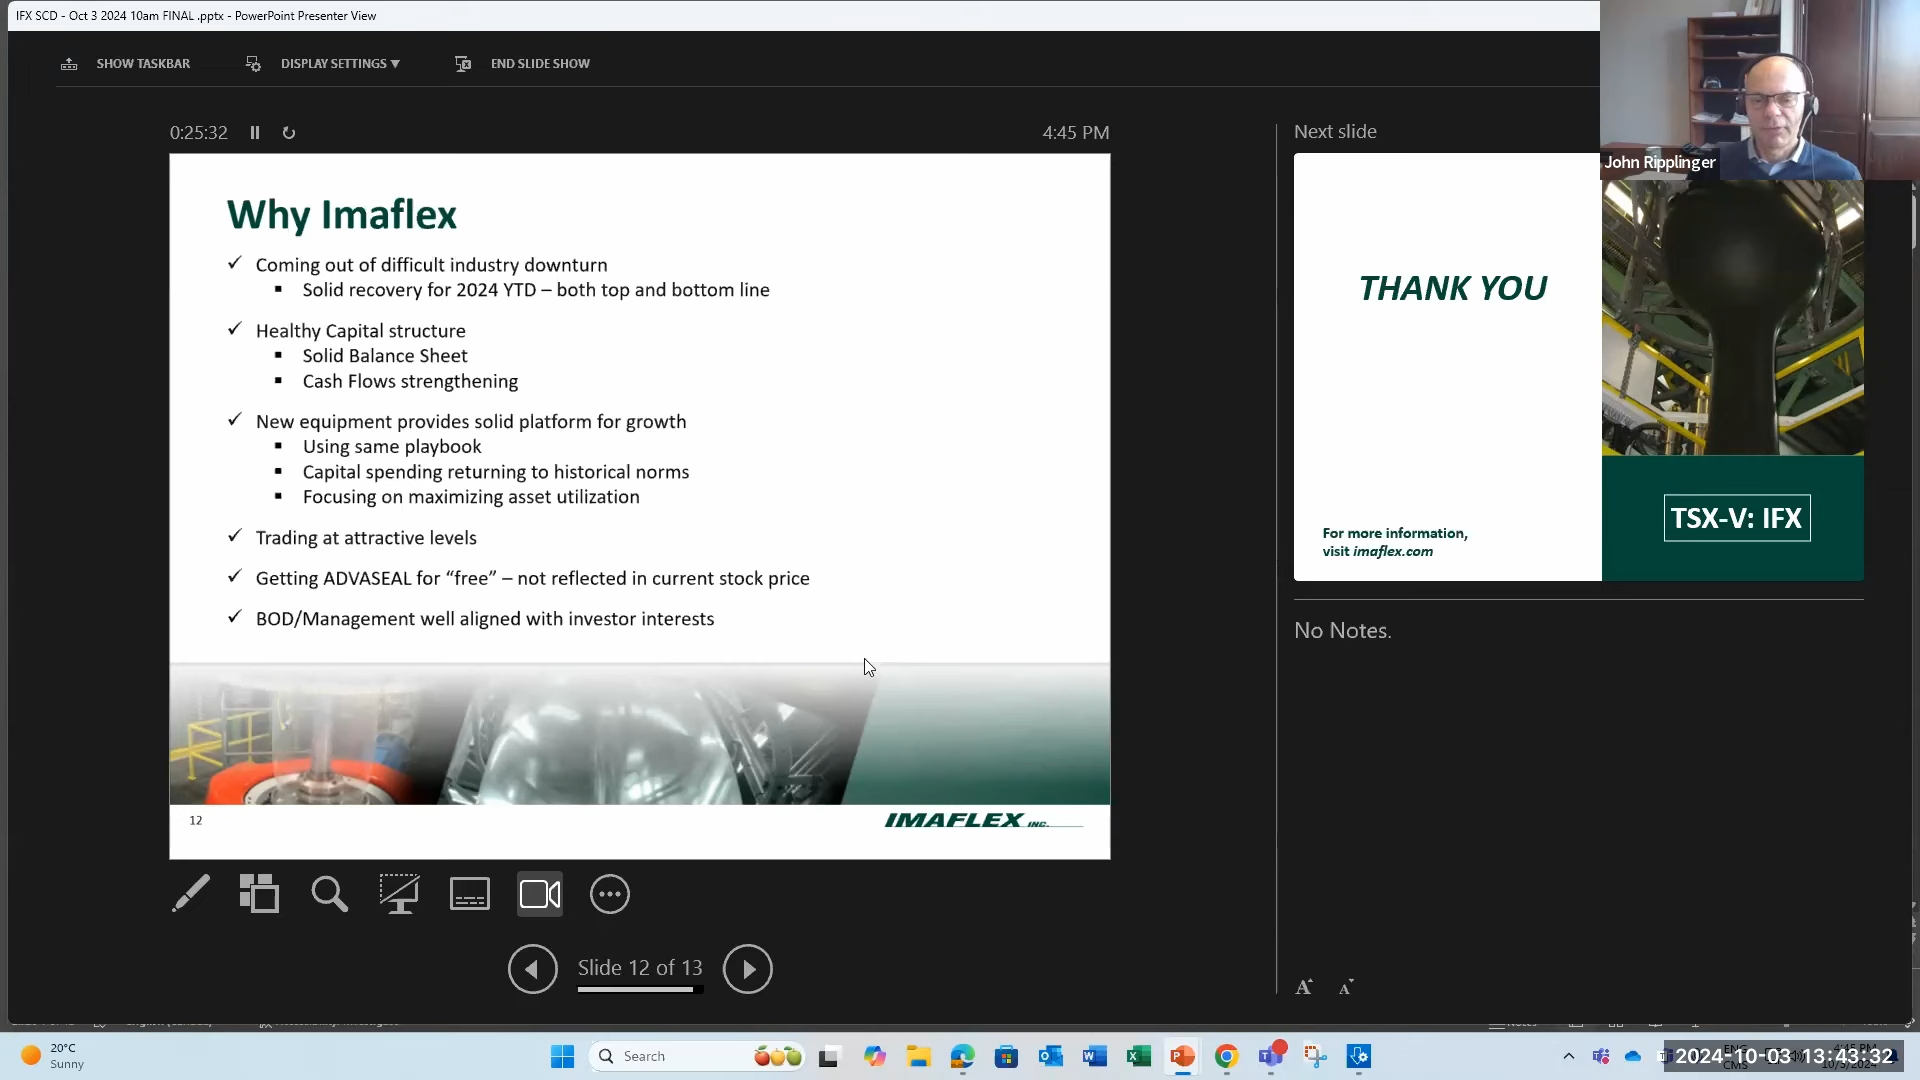 IFX SCD - Oct 3 2024 10am FINAL .pptx - PowerPoint Presenter View
SHOW TASKBAR
DISPLAY SETTINGS ▼
END SLIDE SHOW
0:25:32
4:45 PM
Why Imaflex
✓ Coming out of difficult industry downturn
▪ Solid recovery for 2024 YTD – both top and bottom line
✓ Healthy Capital structure
▪ Solid Balance Sheet
▪ Cash Flows strengthening
✓ New equipment provides solid platform for growth
▪ Using same playbook
▪ Capital spending returning to historical norms
▪ Focusing on maximizing asset utilization
✓ Trading at attractive levels
✓ Getting ADVASEAL for “free” – not reflected in current stock price
✓ BOD/Management well aligned with investor interests
12
IMAFLEX INC.
Slide 12 of 13
Next slide
John Ripplinger
THANK YOU
For more information,
visit imaflex.com
TSX-V: IFX
No Notes.
A A
20°C
Sunny
Search
2024-10-03 13:43:32